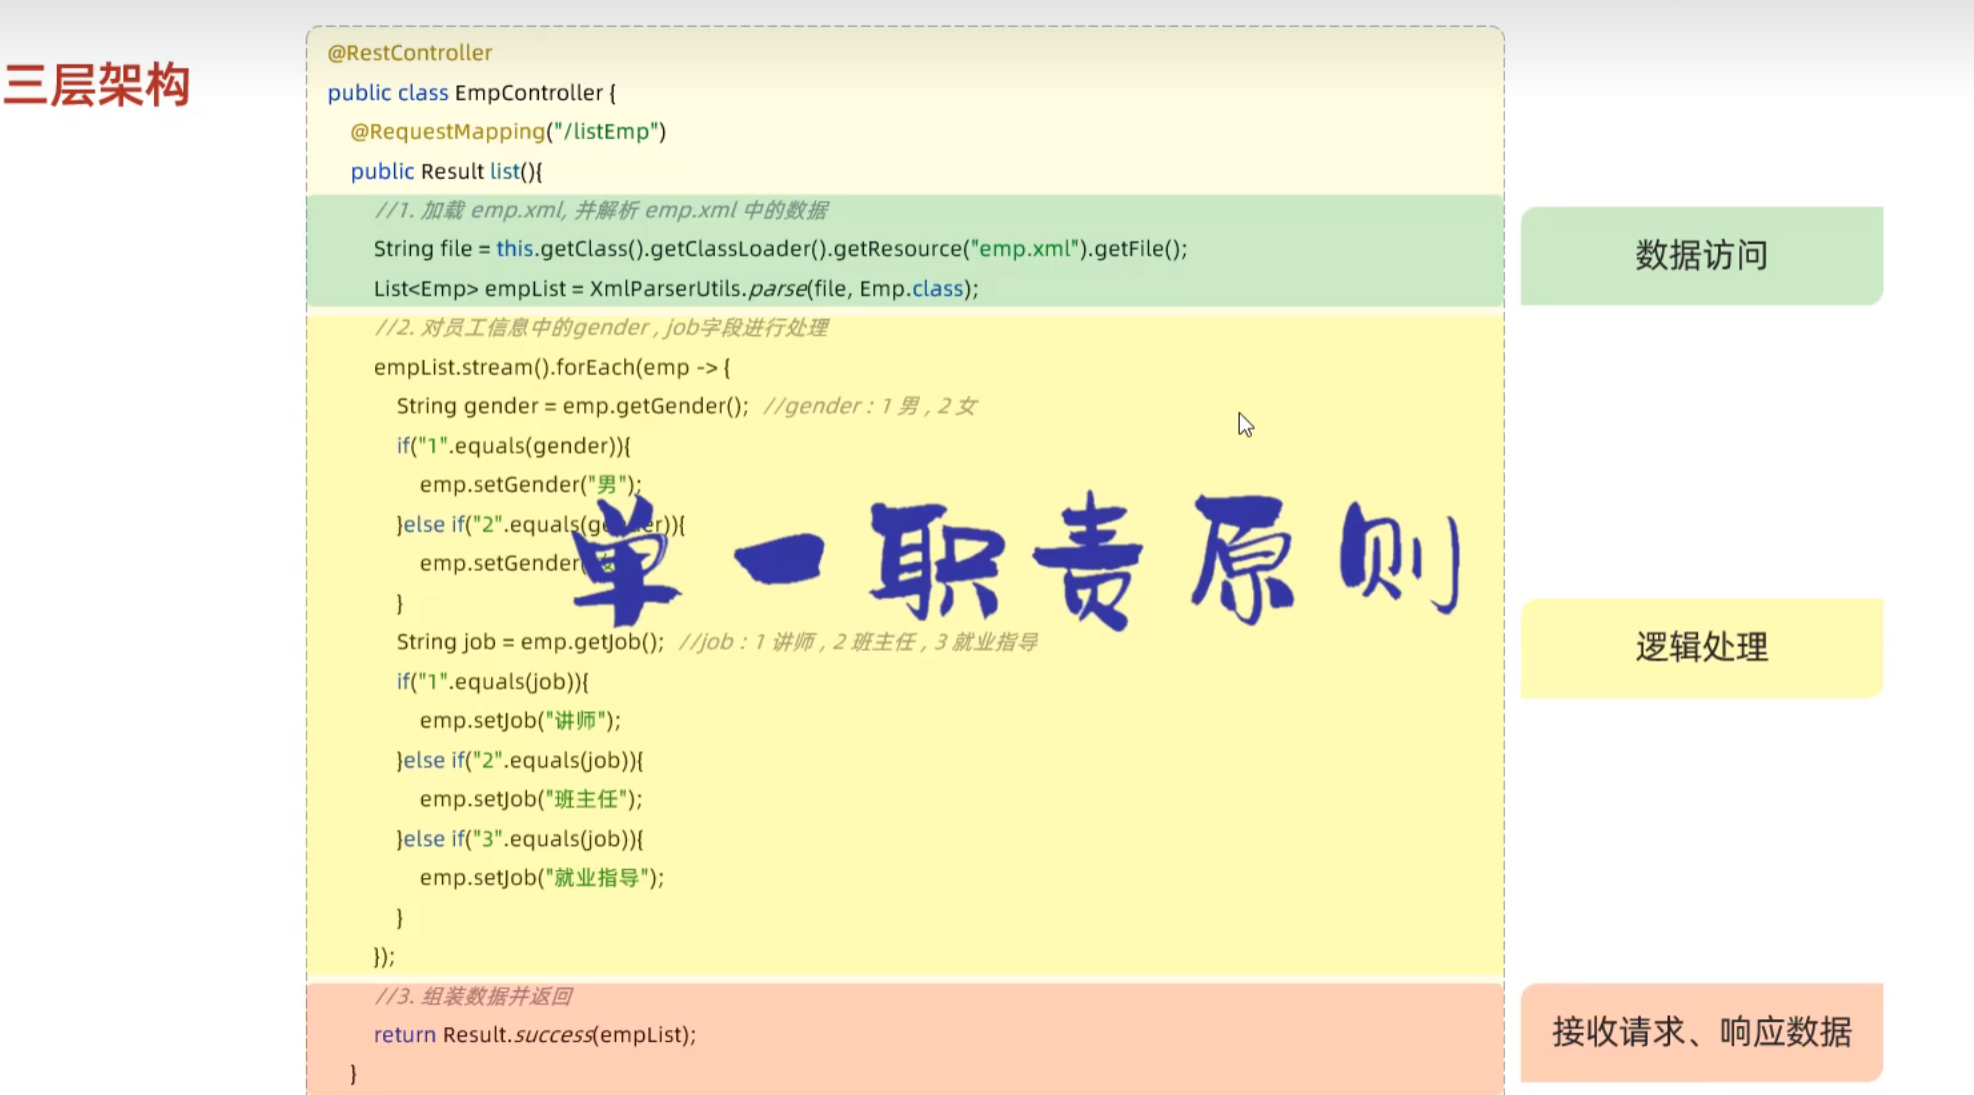 三层架构
@RestController
public class EmpController {
@RequestMapping("/listEmp")
public Result list(){
//1. 加载 emp.xml, 并解析 emp.xml 中的数据
String file = this.getClass().getClassLoader().getResource("emp.xml").getFile();
List<Emp> empList = XmlParserUtils.parse(file, Emp.class);
数据访问
//2. 对员工信息中的gender , job字段进行处理
empList.stream().forEach(emp -> {
String gender = emp.getGender(); //gender : 1 男 , 2 女
if("1".equals(gender)){
emp.setGender("男");
}else if("2".equals(gender)){
emp.setGender(
单一职责原则
}
String job = emp.getJob(); //job : 1 讲师 , 2 班主任 , 3 就业指导
if("1".equals(job)){
emp.setJob("讲师");
}else if("2".equals(job)){
emp.setJob("班主任");
}else if("3".equals(job)){
emp.setJob("就业指导");
}
});
逻辑处理
//3. 组装数据并返回
return Result.success(empList);
}
接收请求、响应数据